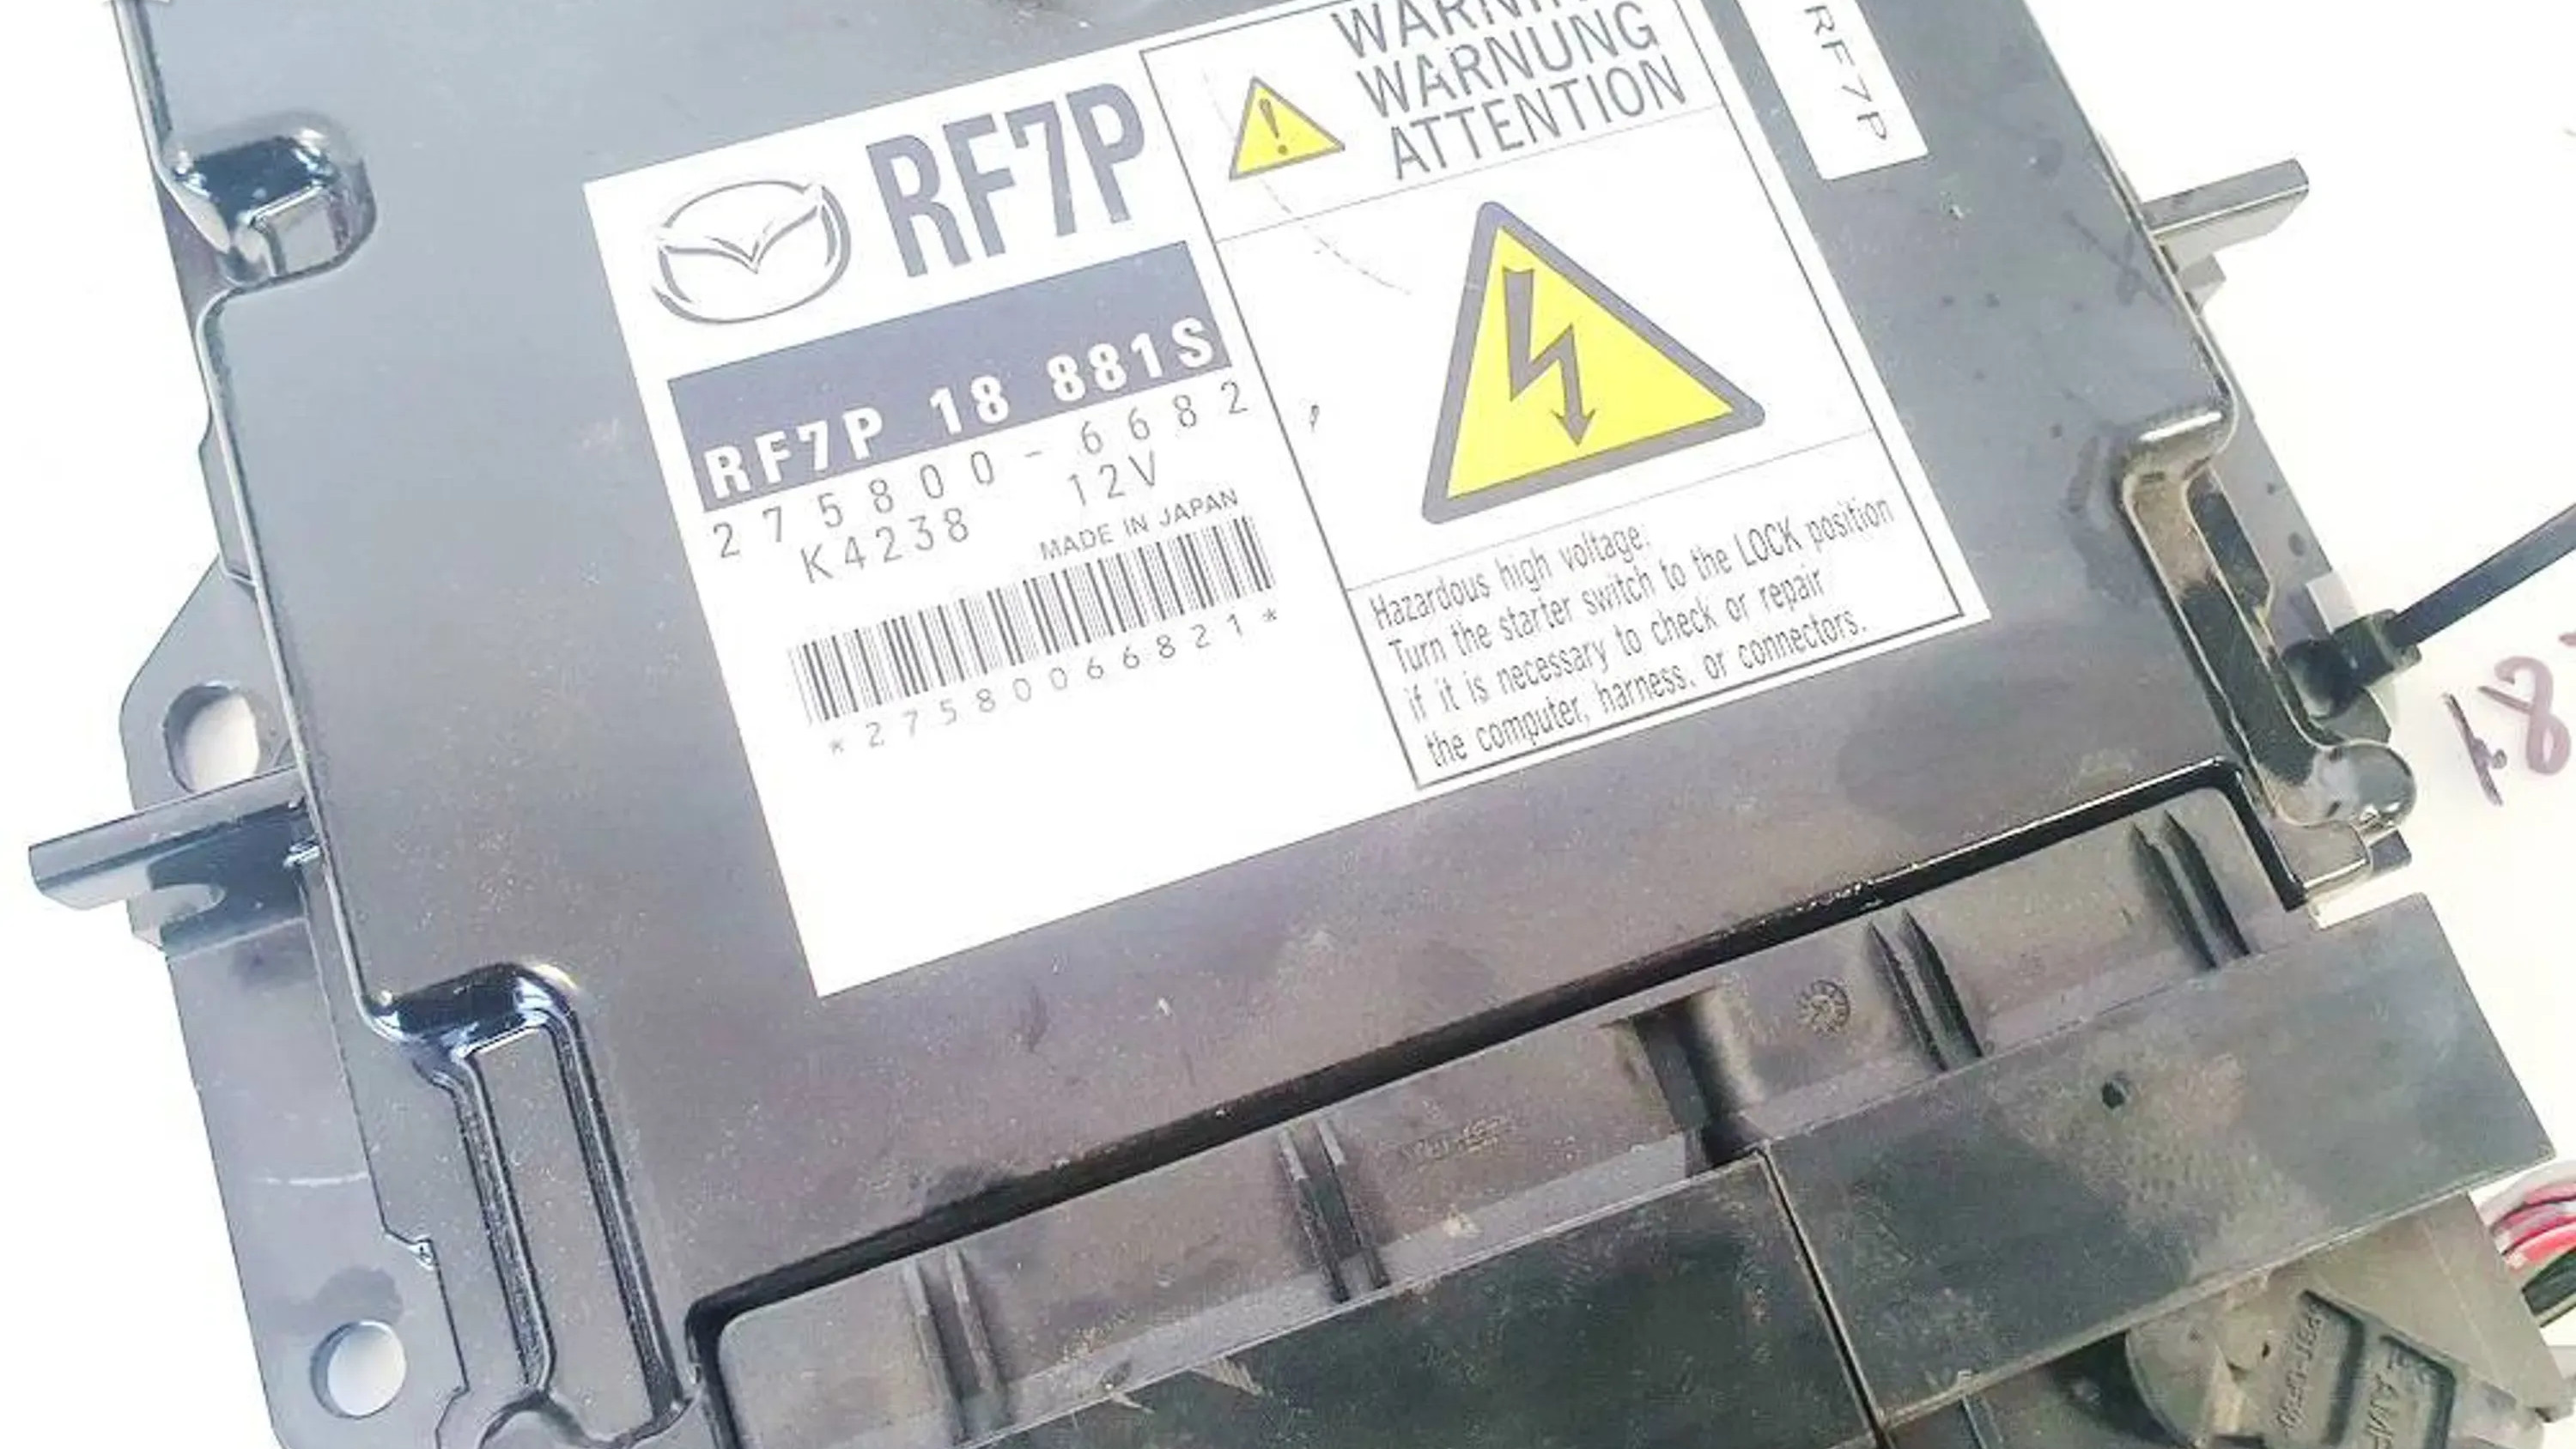 RF7P
RF7P 18 881S
275800-6682
K4238 12V
MADE IN JAPAN
*27580066821*
WARNING
WARNUNG
ATTENTION
Hazardous high voltage.
Turn the starter switch to the LOCK position
if it is necessary to check or repair
the computer, harness, or connectors.
RF7P